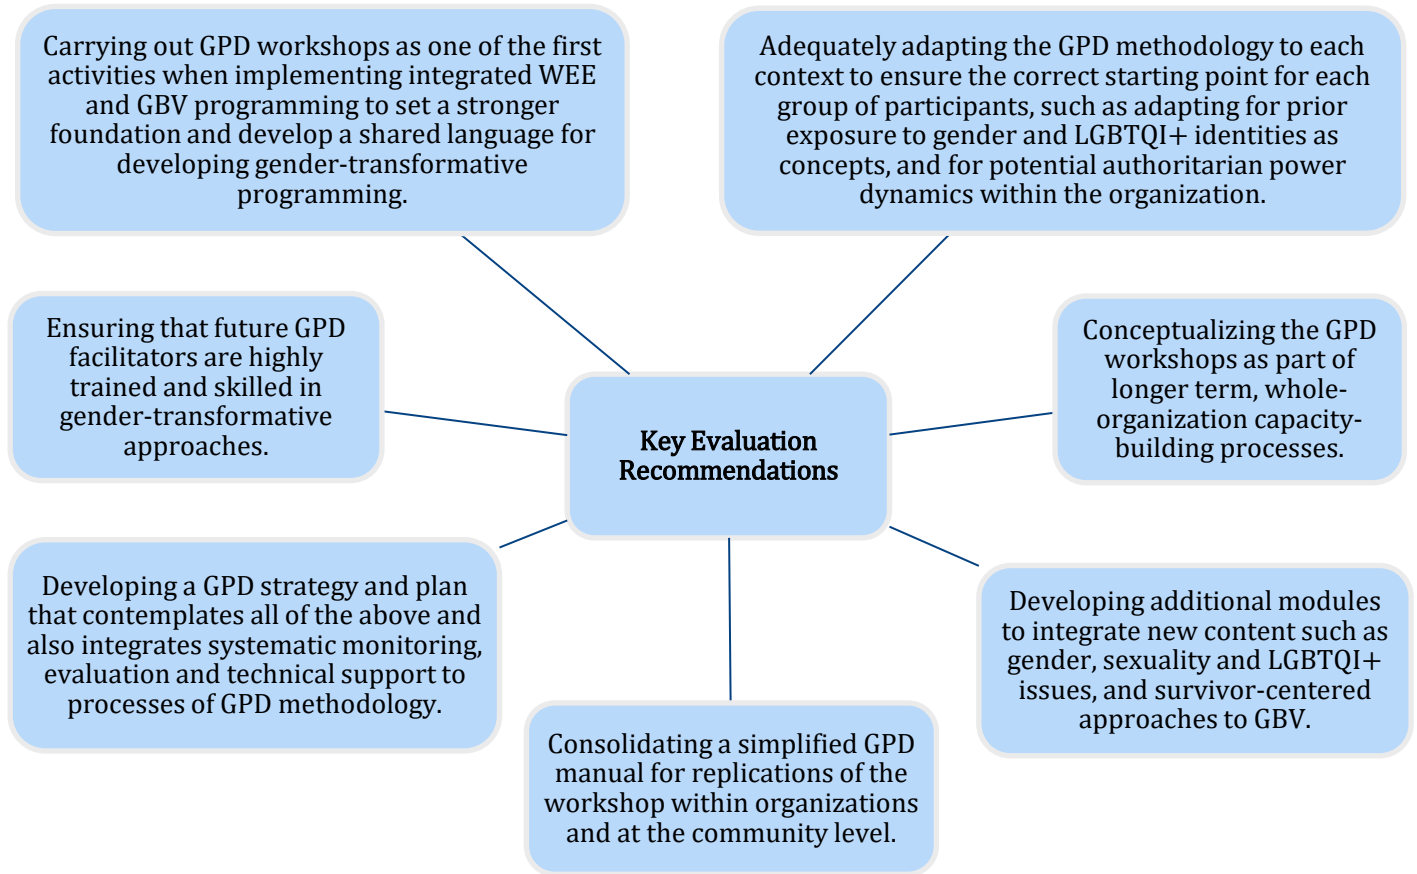 Carrying out GPD workshops as one of the first
activities when implementing integrated WEE
and GBV programming to set a stronger
foundation and develop a shared language for
developing gender-transformative
programming.
Adequately adapting the GPD methodology to each
context to ensure the correct starting point for each
group of participants, such as adapting for prior
exposure to gender and LGBTQI+ identities as
concepts, and for potential authoritarian power
dynamics within the organization.
Ensuring that future GPD
facilitators are highly
trained and skilled in
gender-transformative
approaches.
Key Evaluation
Recommendations
Conceptualizing the GPD
workshops as part of
longer term, whole-
organization capacity-
building processes.
Developing a GPD strategy and plan
that contemplates all of the above and
also integrates systematic monitoring,
evaluation and technical support to
processes of GPD methodology.
Developing additional modules
to integrate new content such as
gender, sexuality and LGBTQI+
issues, and survivor-centered
approaches to GBV.
Consolidating a simplified GPD
manual for replications of the
workshop within organizations
and at the community level.